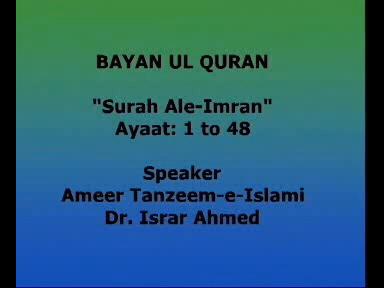 BAYAN UL QURAN
"Surah Ale-Imran"
Ayaat: 1 to 48
Speaker
Ameer Tanzeem-e-Islami
Dr. Israr Ahmed